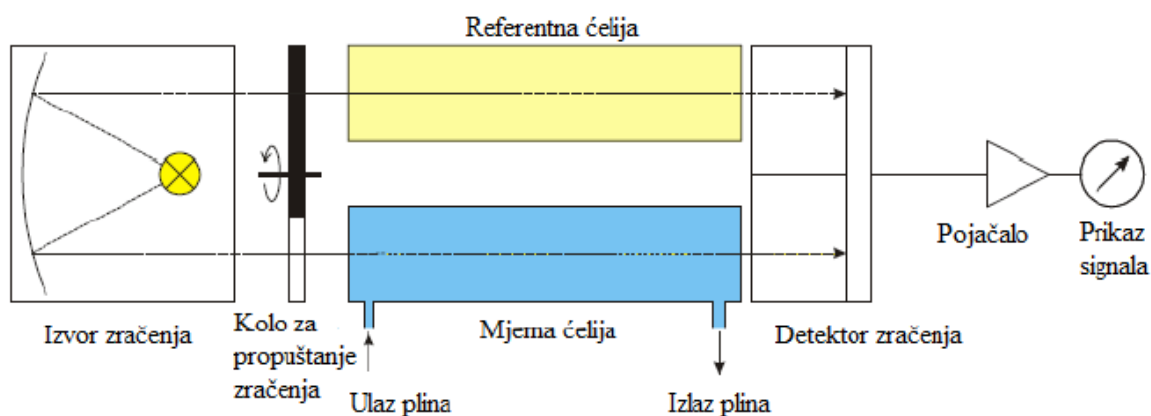 Referentna ćelija
Pojačalo
Prikaz
signala
Izvor zračenja
Kolo za
propuštanje
zračenja
Mjerna ćelija
Detektor zračenja
Ulaz plina
Izlaz plina